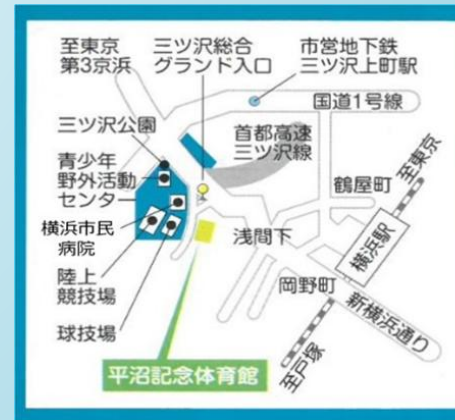 至東京
第3京浜
三ツ沢総合
グランド入口
市営地下鉄
三ツ沢上町駅
国道1号線
三ツ沢公園
首都高速
三ツ沢線
青少年
野外活動
センター
至東京
鶴屋町
横浜市民
病院
浅間下
横浜駅
陸上
競技場
岡野町
新横浜通り
球技場
至戸塚
平沼記念体育館